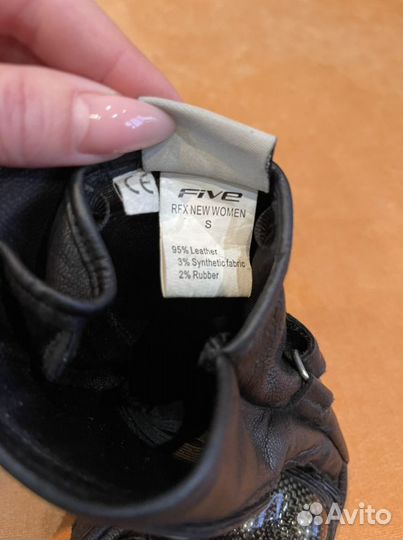 CE
FIVE
RFX NEW WOMEN
S
95% Leather
3% Synthetic fabric
2% Rubber
Avito